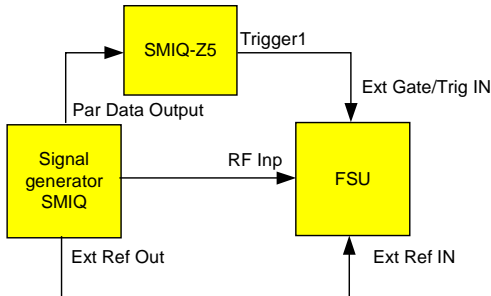 SMIQ-Z5
Trigger1
Ext Gate/Trig IN
Par Data Output
Signal
generator
SMIQ
RF Inp
FSU
Ext Ref Out
Ext Ref IN